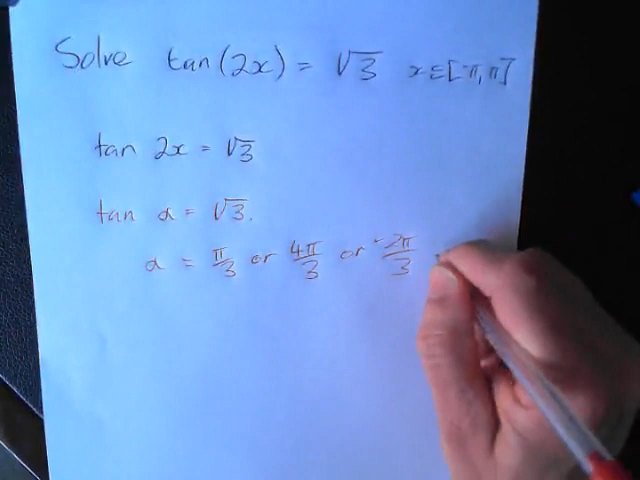 Solve tan(2x) = √3 x∈[-π,π]
tan 2x = √3
tan α = √3.
α = π/3 or 4π/3 or -2π/3